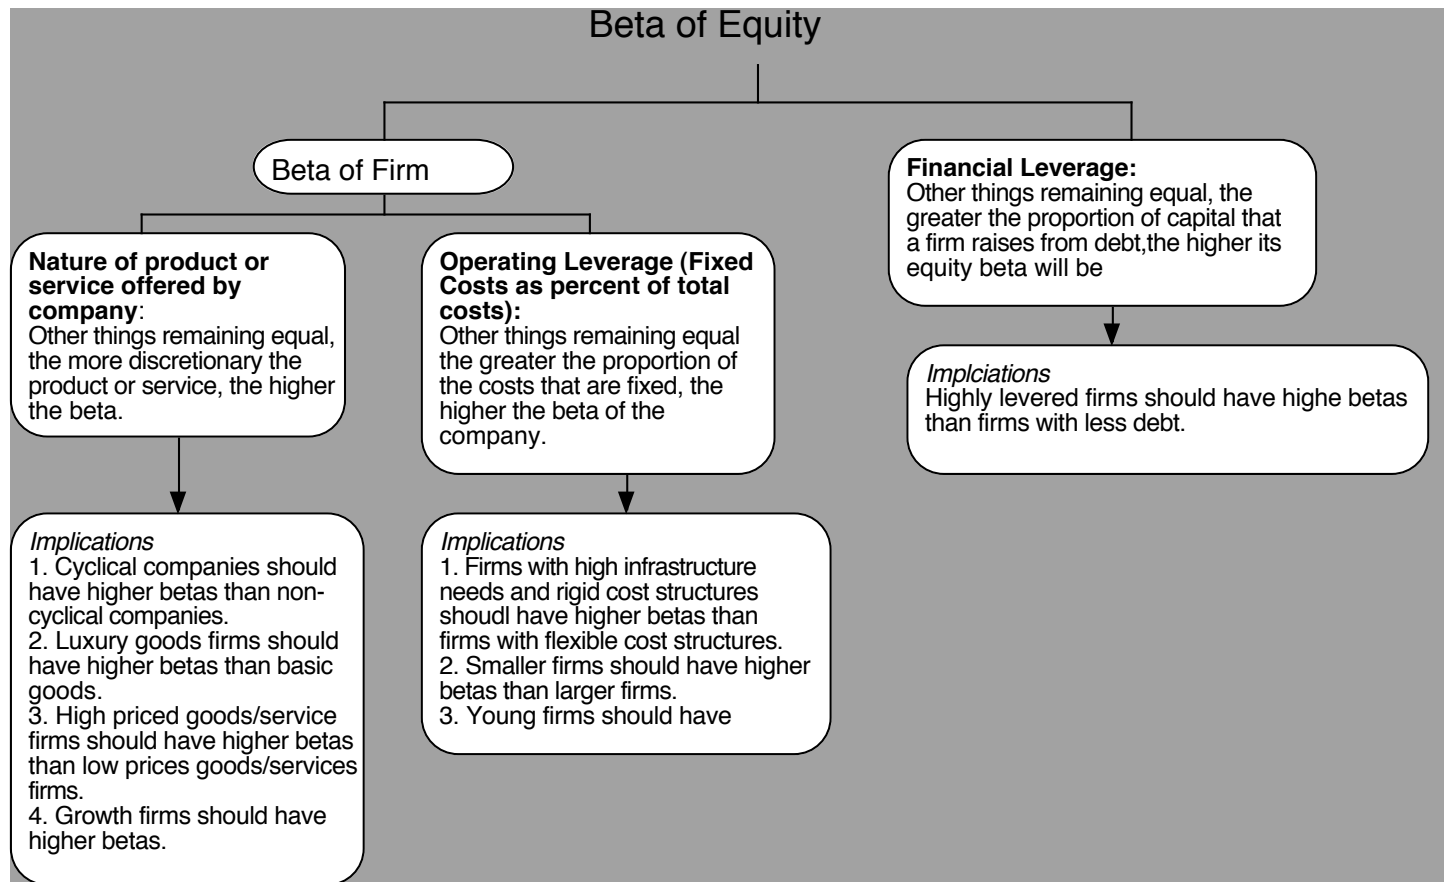 Beta of Equity
Beta of Firm
Financial Leverage:
Other things remaining equal, the
greater the proportion of capital that
a firm raises from debt,the higher its
equity beta will be
Nature of product or
service offered by
company:
Other things remaining equal,
the more discretionary the
product or service, the higher
the beta.
Operating Leverage (Fixed
Costs as percent of total
costs):
Other things remaining equal
the greater the proportion of
the costs that are fixed, the
higher the beta of the
company.
Implciations
Highly levered firms should have highe betas
than firms with less debt.
Implications
1. Cyclical companies should
have higher betas than non-
cyclical companies.
2. Luxury goods firms should
have higher betas than basic
goods.
3. High priced goods/service
firms should have higher betas
than low prices goods/services
firms.
4. Growth firms should have
higher betas.
Implications
1. Firms with high infrastructure
needs and rigid cost structures
shoudl have higher betas than
firms with flexible cost structures.
2. Smaller firms should have higher
betas than larger firms.
3. Young firms should have